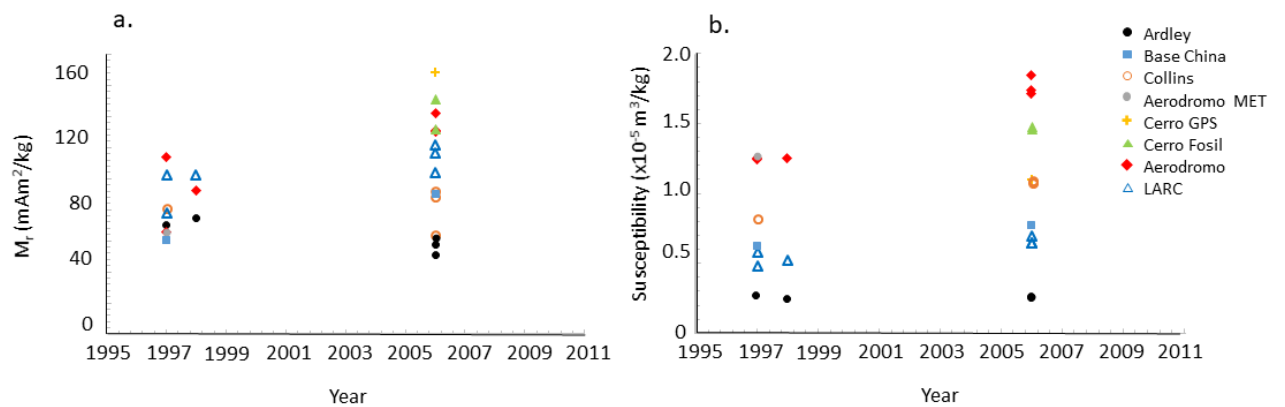 a.
160
120
80
40
0
Mr (mAm2/kg)
1995 1997 1999 2001 2003 2005 2007 2009 2011
Year
b.
2.0
1.5
1.0
0.5
0
Susceptibility (x10-5 m3/kg)
1995 1997 1999 2001 2003 2005 2007 2009 2011
Year
Ardley
Base China
Collins
Aerodromo MET
Cerro GPS
Cerro Fosil
Aerodromo
LARC